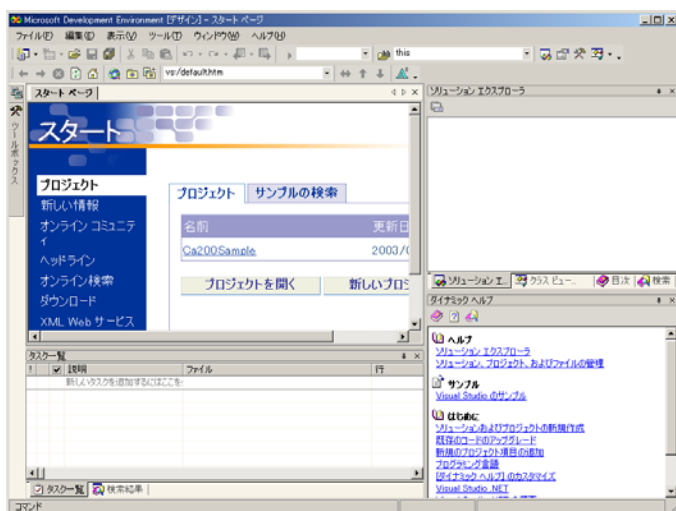 Microsoft Development Environment [デザイン] - スタート ページ
ファイル(F) 編集(E) 表示(V) ツール(T) ウィンドウ(W) ヘルプ(H)
this
vs:/default.htm
スタート ページ
ソリューション エクスプローラ
ツールボックス
スタート
プロジェクト
新しい情報
オンライン コミュニティ
ヘッドライン
オンライン検索
ダウンロード
XML Web サービス
プロジェクト サンプルの検索
名前 更新日
Ca200Sample 2003/0
プロジェクトを開く 新しいプロジ
ソリューション エ... クラス ビュー... 目次 検索
ダイナミック ヘルプ
ヘルプ
ソリューション エクスプローラ
ソリューション、プロジェクト、およびファイルの管理
サンプル
Visual Studio のサンプル
はじめに
ソリューションおよびプロジェクトの新規作成
既存のコードのアップグレード
新規のプロジェクト項目の追加
プログラミング言語
[ダイナミック ヘルプ] のカスタマイズ
Visual Studio .NET
タスク一覧
! 説明 ファイル 行
新しいタスクを追加するにはここを
タスク一覧 検索結果
コマンド